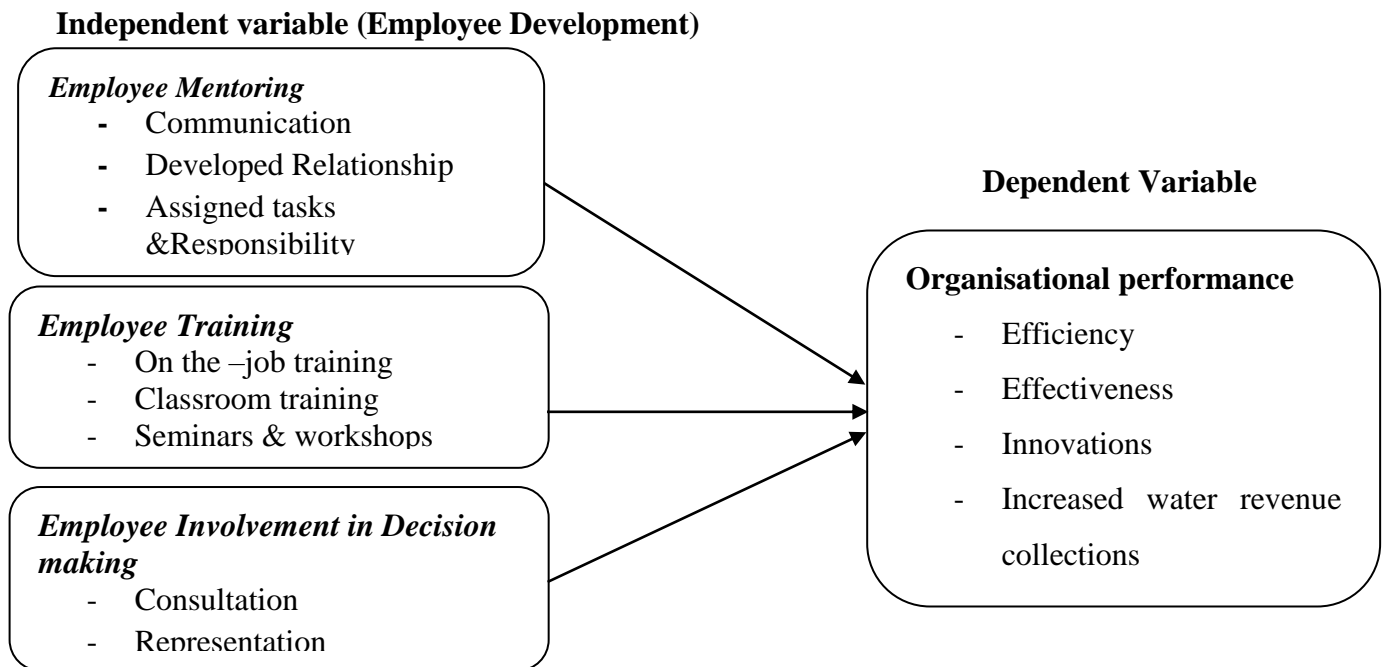 Independent variable (Employee Development)
Employee Mentoring
- Communication
- Developed Relationship
- Assigned tasks
&Responsibility
Employee Training
- On the –job training
- Classroom training
- Seminars & workshops
Employee Involvement in Decision
making
- Consultation
- Representation
Dependent Variable
Organisational performance
- Efficiency
- Effectiveness
- Innovations
- Increased water revenue
collections